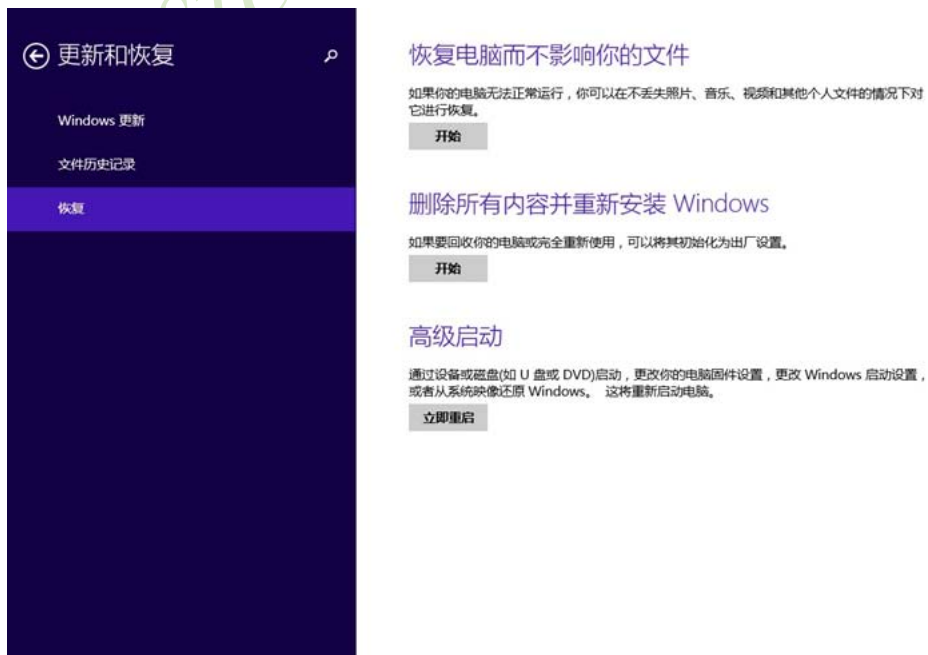 更新和恢复
Windows 更新
文件历史记录
恢复
恢复电脑而不影响你的文件
如果你的电脑无法正常运行，你可以在不丢失照片、音乐、视频和其他个人文件的情况下对
它进行恢复。
开始
删除所有内容并重新安装 Windows
如果要回收你的电脑或完全重新使用，可以将其初始化为出厂设置。
开始
高级启动
通过设备或磁盘(如 U 盘或 DVD)启动，更改你的电脑固件设置，更改 Windows 启动设置，
或者从系统映像还原 Windows。 这将重新启动电脑。
立即重启